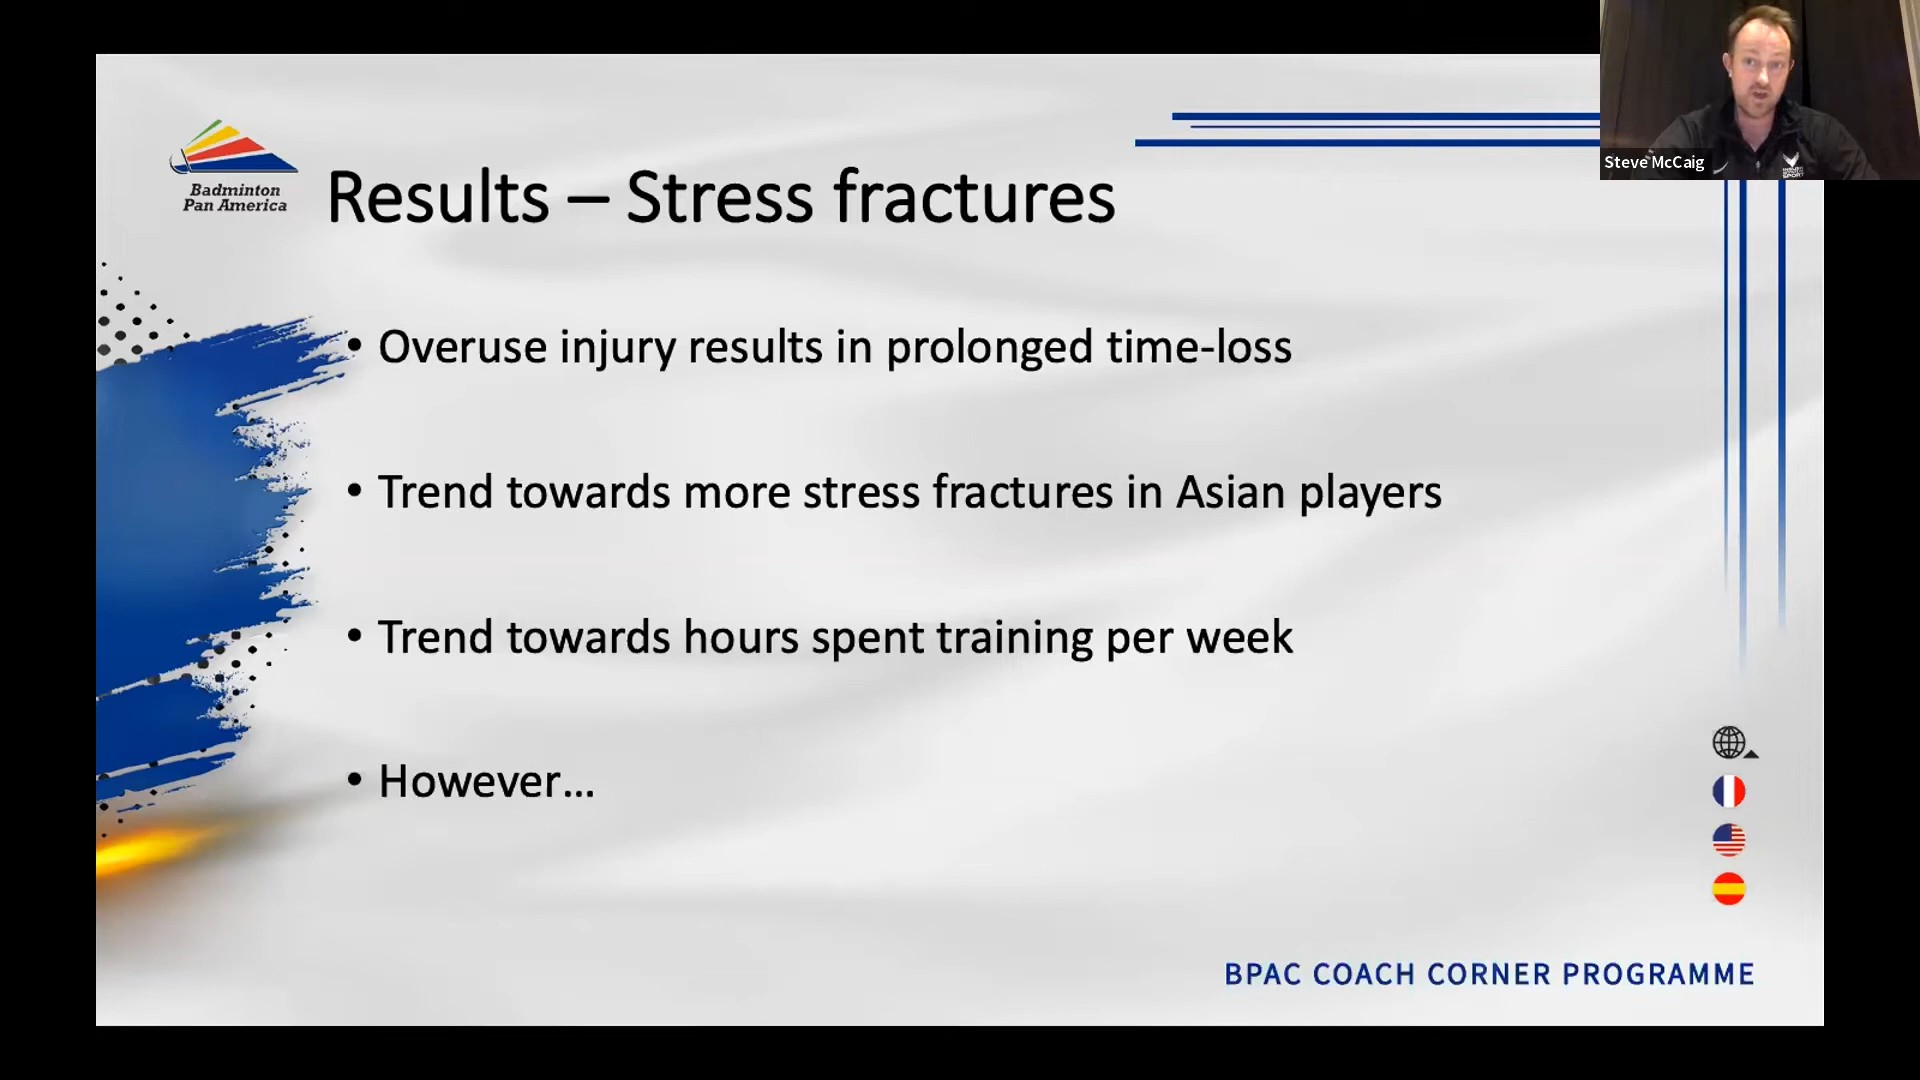 Steve McCaig
Badminton
Pan America
Results – Stress fractures
• Overuse injury results in prolonged time-loss
• Trend towards more stress fractures in Asian players
• Trend towards hours spent training per week
• However...
BPAC COACH CORNER PROGRAMME